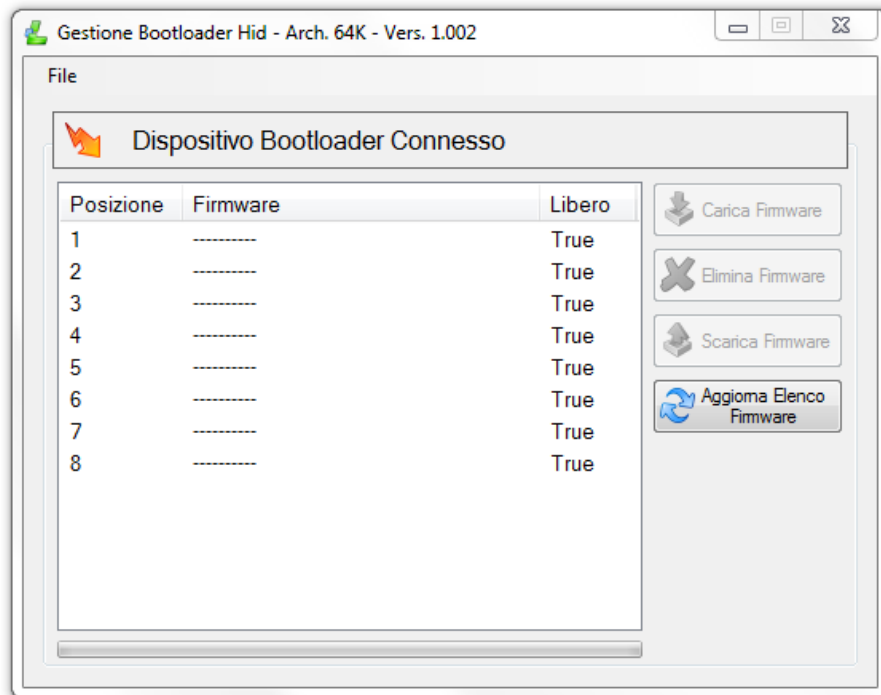 Gestione Bootloader Hid - Arch. 64K - Vers. 1.002
File
Dispositivo Bootloader Connesso
Posizione Firmware Libero
1 ---------- True
2 ---------- True
3 ---------- True
4 ---------- True
5 ---------- True
6 ---------- True
7 ---------- True
8 ---------- True
Carica Firmware
Elimina Firmware
Scarica Firmware
Aggiorna Elenco
Firmware